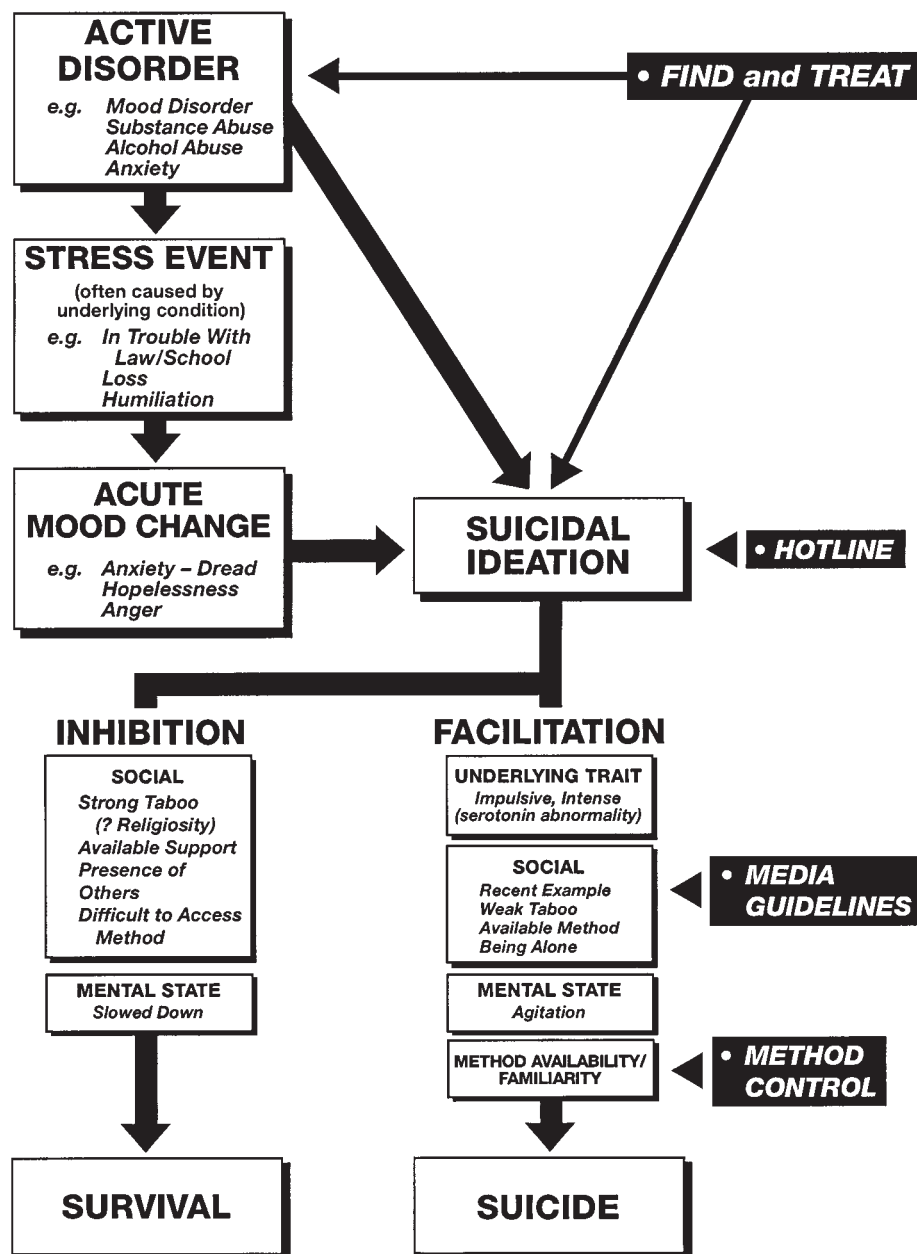 ACTIVE
DISORDER
e.g. Mood Disorder
Substance Abuse
Alcohol Abuse
Anxiety
• FIND and TREAT
STRESS EVENT
(often caused by
underlying condition)
e.g. In Trouble With
Law/School
Loss
Humiliation
ACUTE
MOOD CHANGE
e.g. Anxiety – Dread
Hopelessness
Anger
SUICIDAL
IDEATION
• HOTLINE
INHIBITION
SOCIAL
Strong Taboo
(? Religiosity)
Available Support
Presence of
Others
Difficult to Access
Method
MENTAL STATE
Slowed Down
SURVIVAL
FACILITATION
UNDERLYING TRAIT
Impulsive, Intense
(serotonin abnormality)
SOCIAL
Recent Example
Weak Taboo
Available Method
Being Alone
• MEDIA
GUIDELINES
MENTAL STATE
Agitation
METHOD AVAILABILITY/
FAMILIARITY
• METHOD
CONTROL
SUICIDE